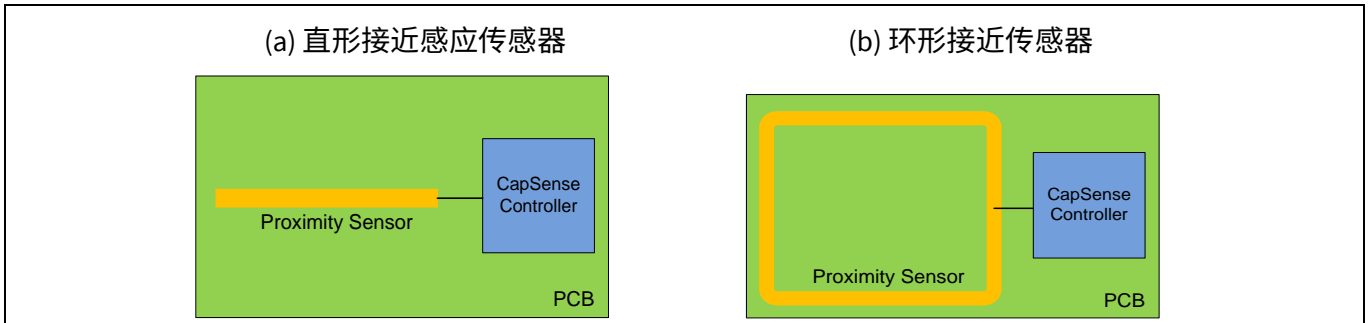 (a) 直形接近感应传感器
CapSense
Controller
Proximity Sensor
PCB
(b) 环形接近传感器
CapSense
Controller
Proximity Sensor
PCB